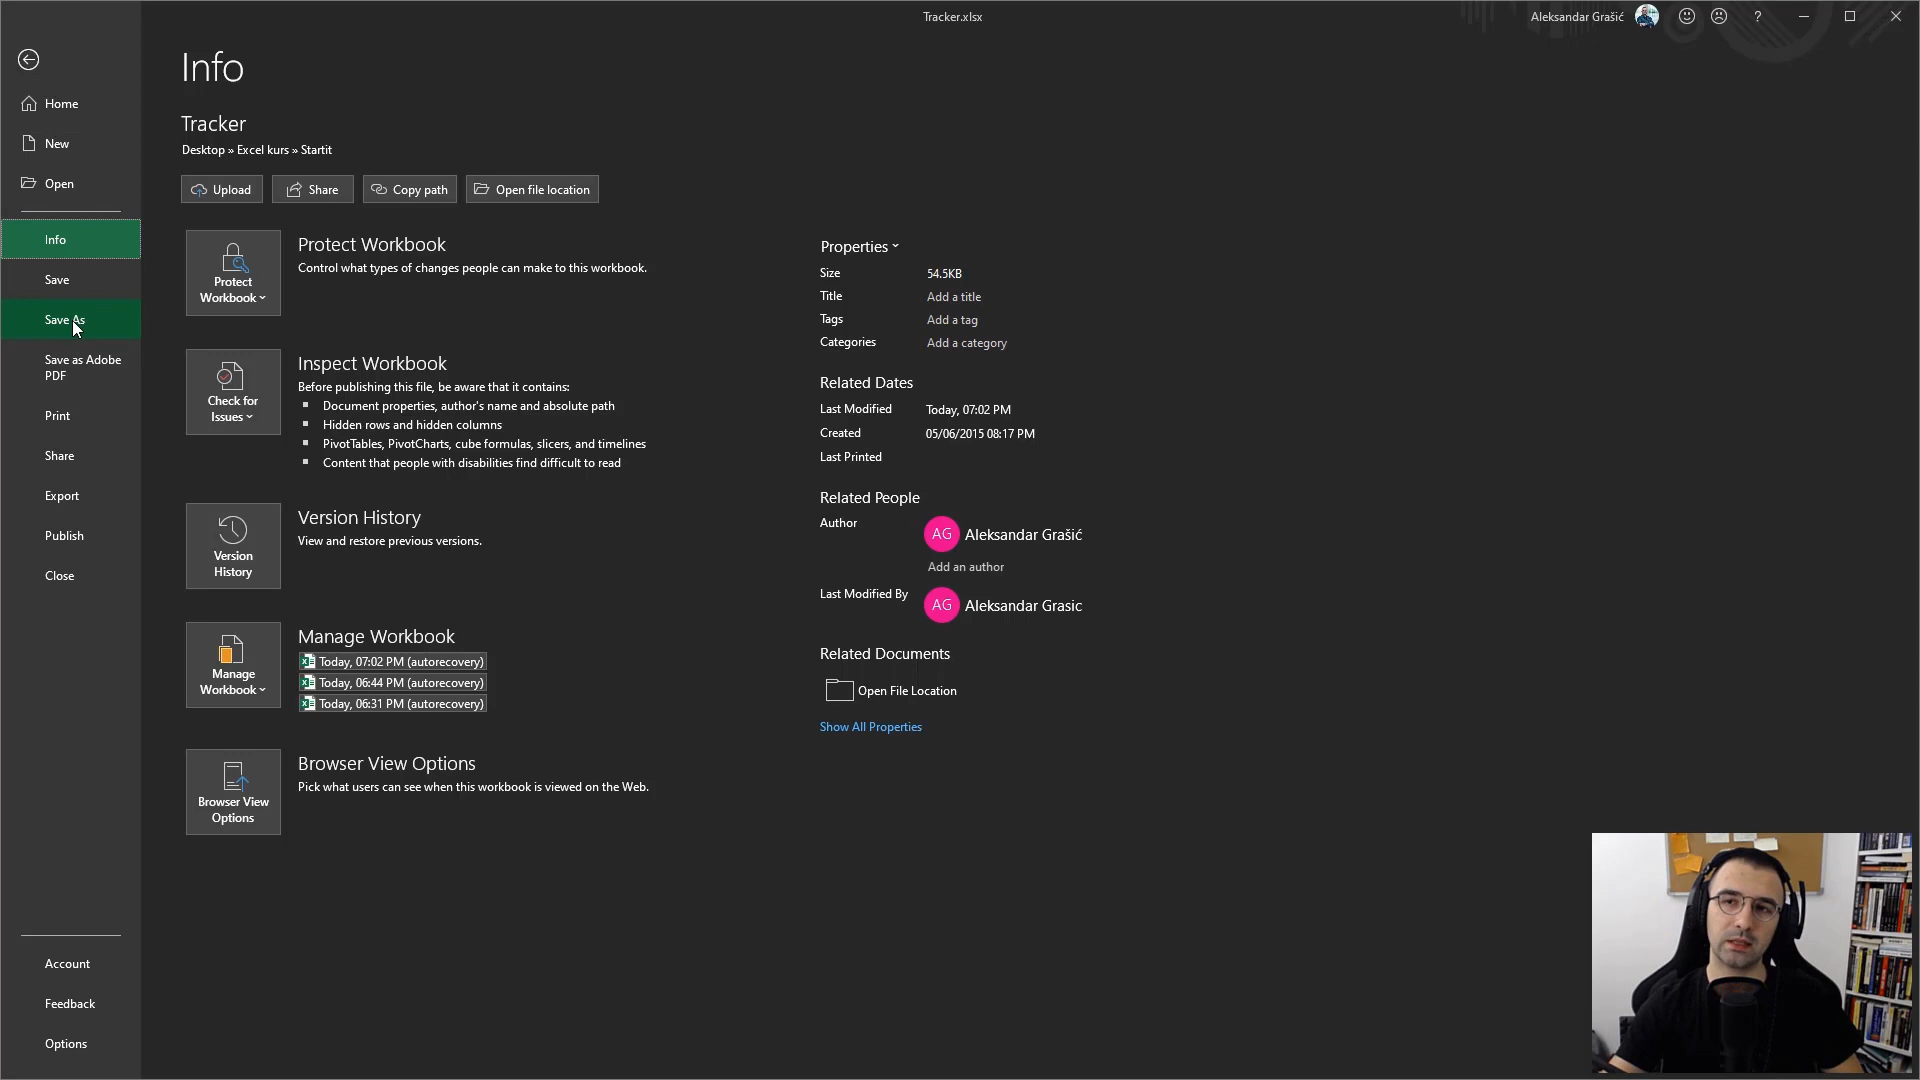 Tracker.xlsx
Aleksandar Grašić
?
Info
Home
New
Open
Info
Save
Save As
Save as Adobe
PDF
Print
Share
Export
Publish
Close
Account
Feedback
Options
Tracker
Desktop » Excel kurs » Startit
Upload
Share
Copy path
Open file location
Protect
Workbook
Protect Workbook
Control what types of changes people can make to this workbook.
Check for
Issues
Inspect Workbook
Before publishing this file, be aware that it contains:
Document properties, author's name and absolute path
Hidden rows and hidden columns
PivotTables, PivotCharts, cube formulas, slicers, and timelines
Content that people with disabilities find difficult to read
Version
History
Version History
View and restore previous versions.
Manage
Workbook
Manage Workbook
Today, 07:02 PM (autorecovery)
Today, 06:44 PM (autorecovery)
Today, 06:31 PM (autorecovery)
Browser View
Options
Browser View Options
Pick what users can see when this workbook is viewed on the Web.
Properties
Size 54.5KB
Title Add a title
Tags Add a tag
Categories Add a category
Related Dates
Last Modified Today, 07:02 PM
Created 05/06/2015 08:17 PM
Last Printed
Related People
Author AG Aleksandar Grašić
Add an author
Last Modified By AG Aleksandar Grasic
Related Documents
Open File Location
Show All Properties